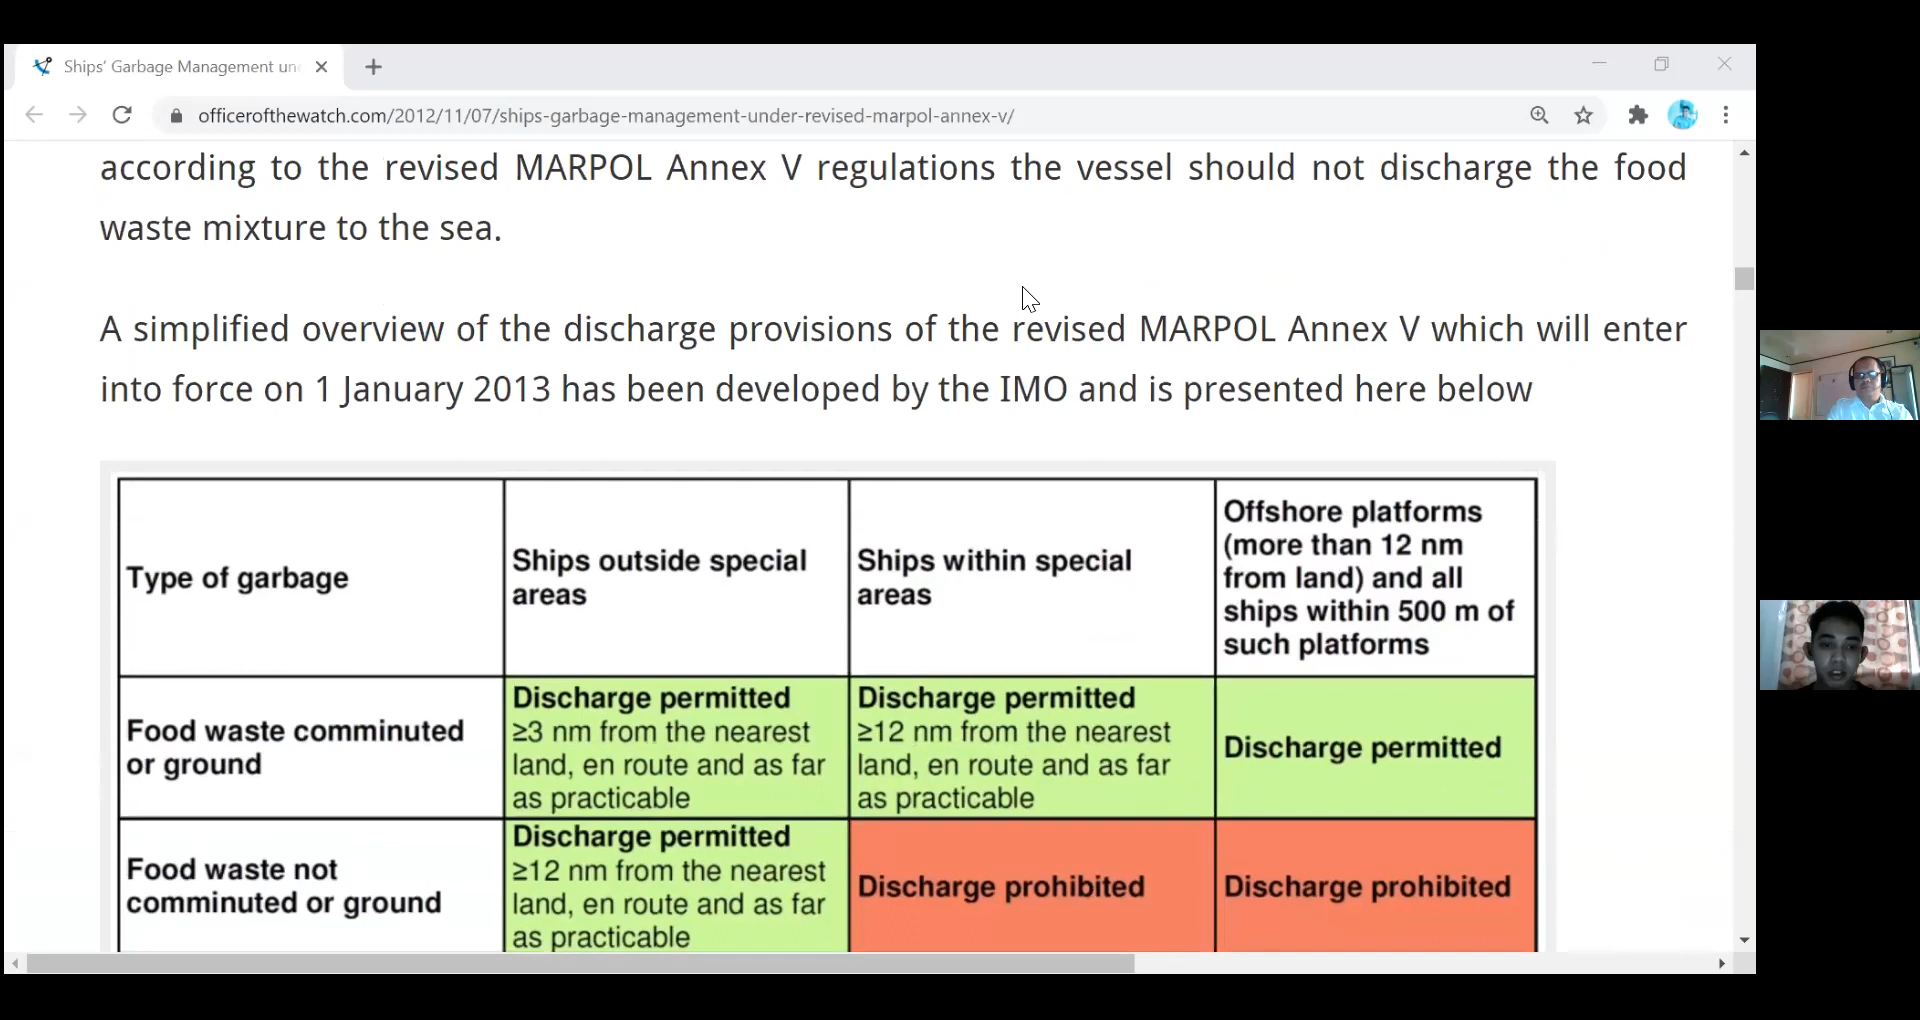 Ships' Garbage Management un
officerofthewatch.com/2012/11/07/ships-garbage-management-under-revised-marpol-annex-v/
according to the revised MARPOL Annex V regulations the vessel should not discharge the food
waste mixture to the sea.
A simplified overview of the discharge provisions of the revised MARPOL Annex V which will enter
into force on 1 January 2013 has been developed by the IMO and is presented here below
Type of garbage
Ships outside special
areas
Ships within special
areas
Offshore platforms
(more than 12 nm
from land) and all
ships within 500 m of
such platforms
Food waste comminuted
or ground
Discharge permitted
≥3 nm from the nearest
land, en route and as far
as practicable
Discharge permitted
≥12 nm from the nearest
land, en route and as far
as practicable
Discharge permitted
Food waste not
comminuted or ground
Discharge permitted
≥12 nm from the nearest
land, en route and as far
as practicable
Discharge prohibited
Discharge prohibited